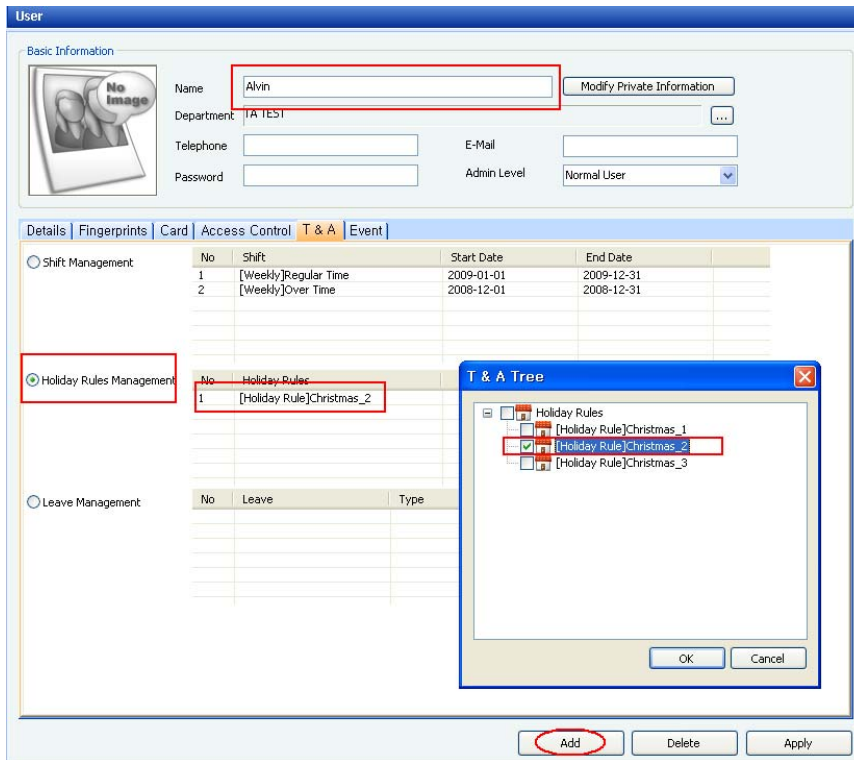 User
Basic Information
No Image
Name Alvin Modify Private Information
Department TA TEST ...
Telephone E-Mail
Password Admin Level Normal User
Details Fingerprints Card Access Control T & A Event
Shift Management
No Shift Start Date End Date
1 [Weekly]Regular Time 2009-01-01 2009-12-31
2 [Weekly]Over Time 2008-12-01 2008-12-31
Holiday Rules Management
No Holiday Rules
1 [Holiday Rule]Christmas_2
T & A Tree
Holiday Rules
[Holiday Rule]Christmas_1
[Holiday Rule]Christmas_2
[Holiday Rule]Christmas_3
OK Cancel
Leave Management
No Leave Type
Add Delete Apply